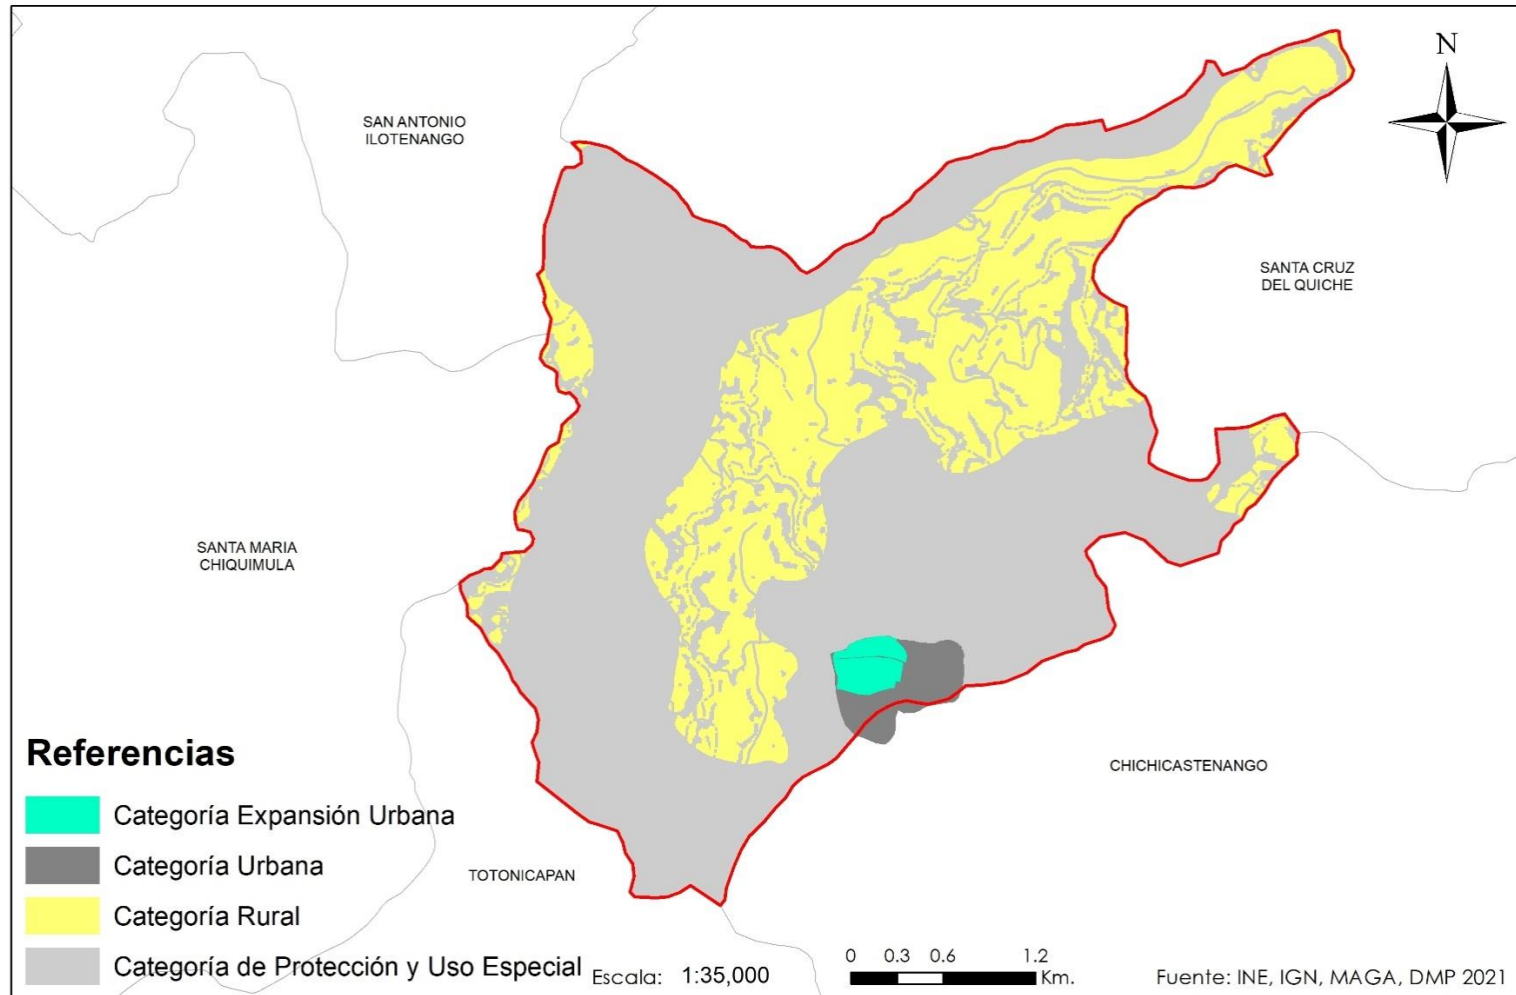 N
SAN ANTONIO
ILOTENANGO
SANTA CRUZ
DEL QUICHE
SANTA MARIA
CHIQUIMULA
CHICHICASTENANGO
TOTONICAPAN
Referencias
Categoría Expansión Urbana
Categoría Urbana
Categoría Rural
Categoría de Protección y Uso Especial
Escala: 1:35,000
0 0.3 0.6 1.2
Km.
Fuente: INE, IGN, MAGA, DMP 2021